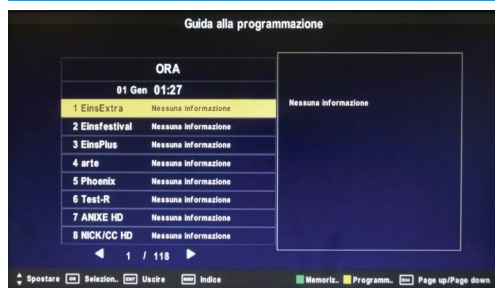 Guida alla programmazione
ORA
01 Gen 01:27
1 EinsExtra Nessuna informazione
2 Einsfestival Nessuna informazione
3 EinsPlus Nessuna informazione
4 arte Nessuna informazione
5 Phoenix Nessuna informazione
6 Test-R Nessuna informazione
7 ANIXE HD Nessuna informazione
8 NICK/CC HD Nessuna informazione
1 / 118
Nessuna informazione
Spostare OK Selezion.. EXIT Uscire Indice Memoriz.. Programm.. Page up/Page down